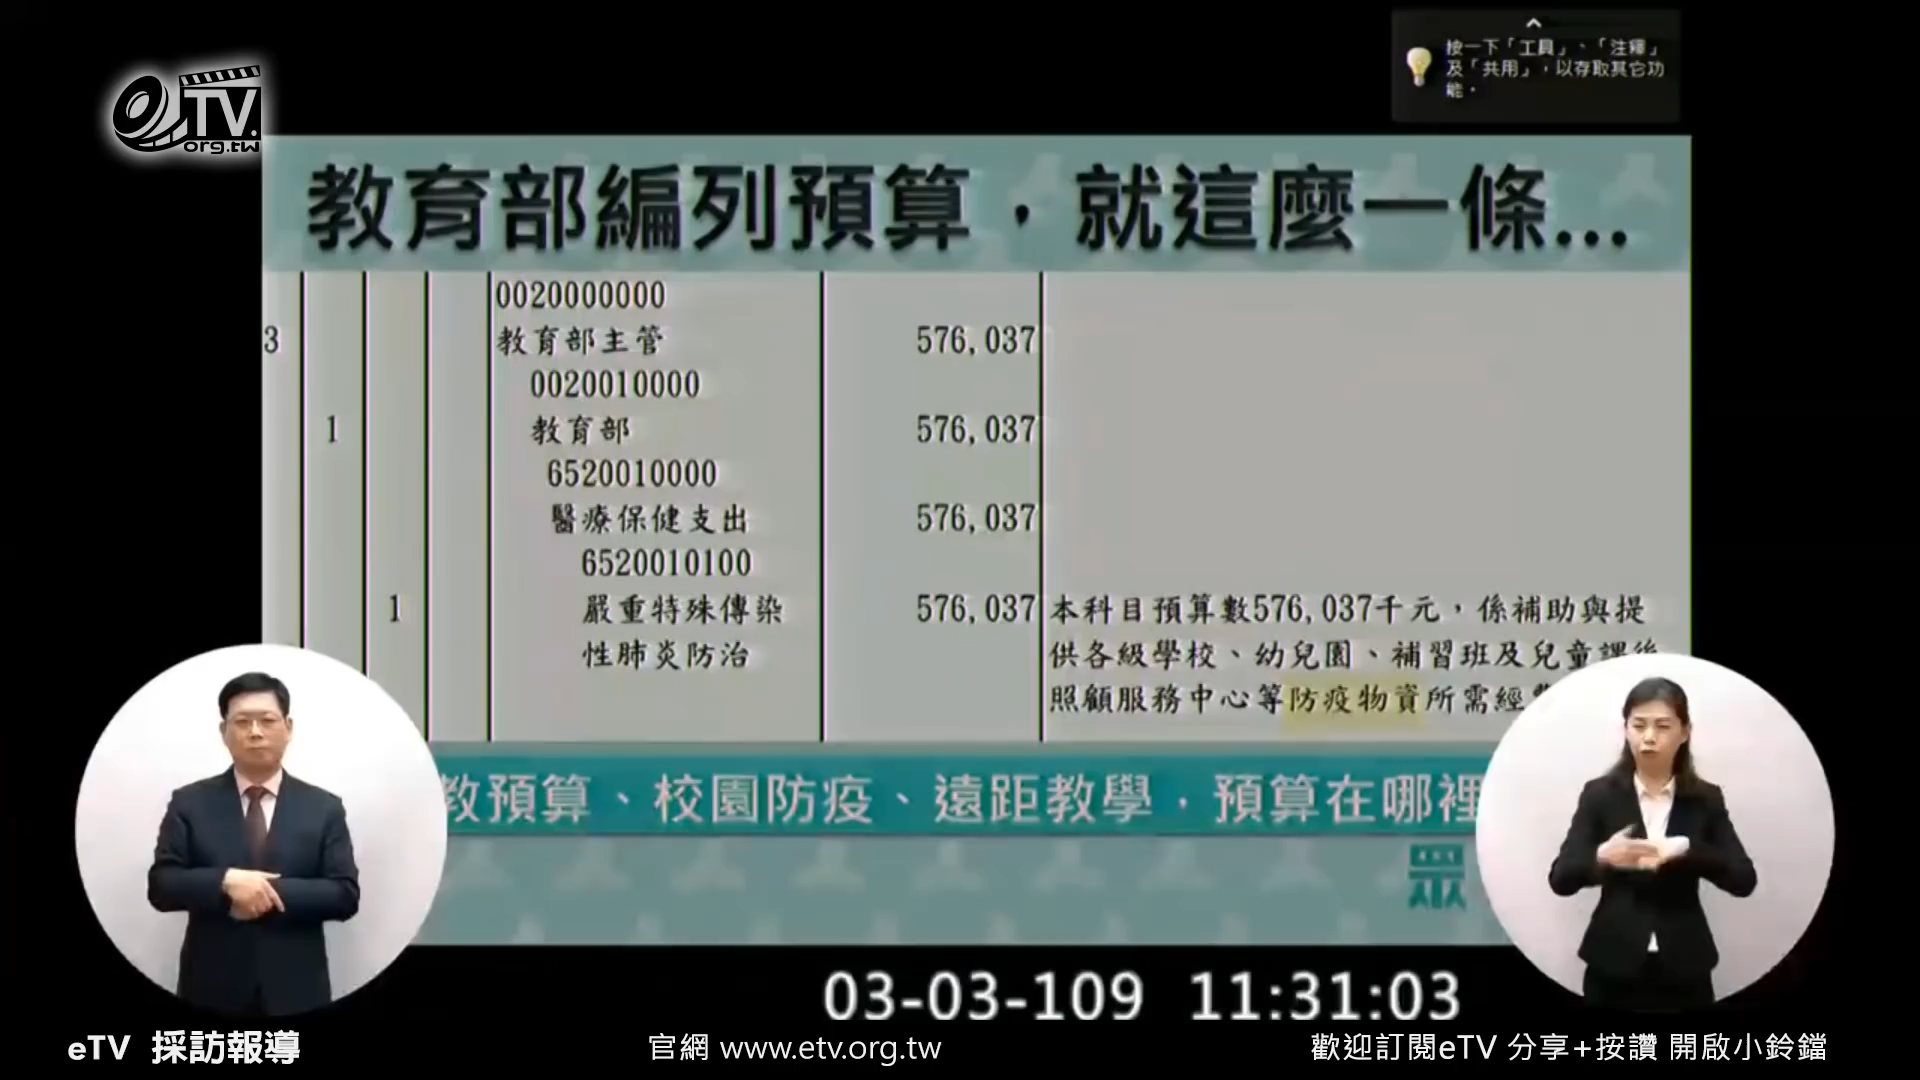 eTV.
org.tw
按一下「工具」、「注釋」
及「共用」，以存取其它功
能。
教育部編列預算，就這麼一條...
0020000000
3 教育部主管 576,037
0020010000
1 教育部 576,037
6520010000
醫療保健支出 576,037
6520010100
1 嚴重特殊傳染 576,037 本科目預算數576,037千元，係補助與提
性肺炎防治 供各級學校、幼兒園、補習班及兒童課後
照顧服務中心等防疫物資所需經費
教預算、校園防疫、遠距教學，預算在哪裡
眾
03-03-109 11:31:03
eTV 採訪報導 官網 www.etv.org.tw 歡迎訂閱eTV 分享+按讚 開啟小鈴鐺